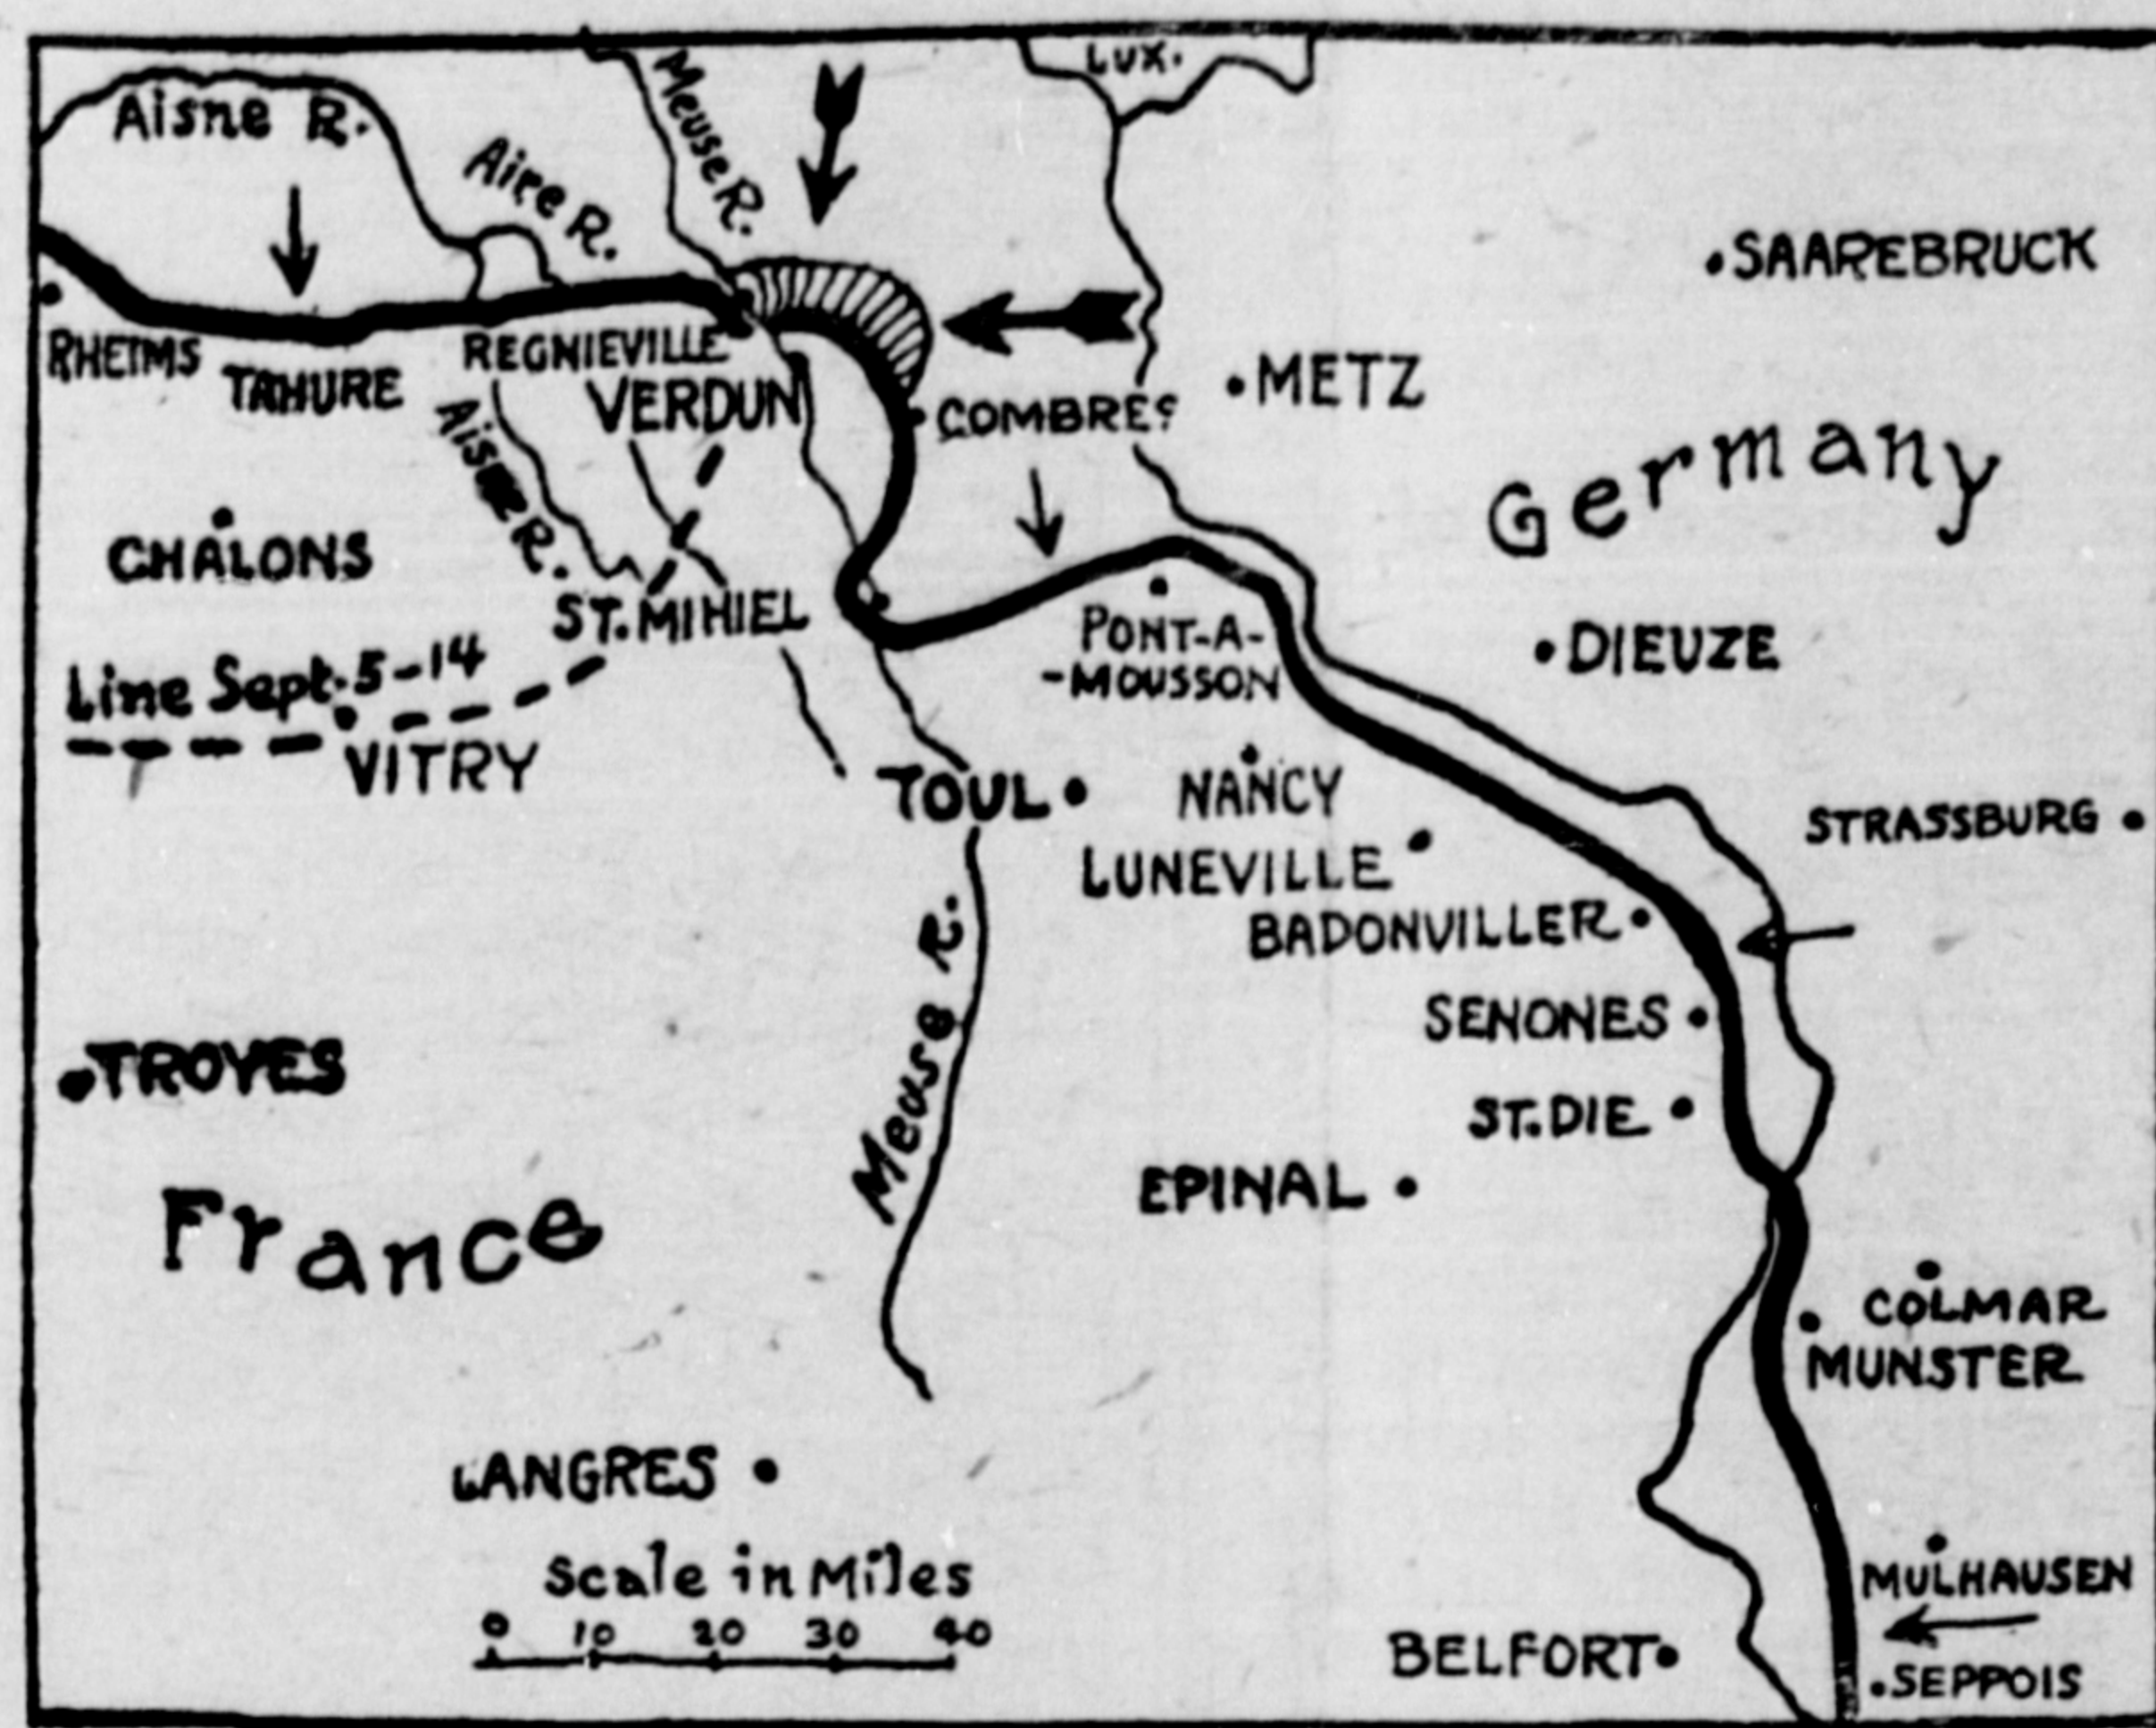 LUX.
Aisne R.
Meuse R.
Aire R.
SAAREBRUCK
RHEIMS
TAHURE
REGNIEVILLE
VERDUN
METZ
COMBRES
Germany
Aisne R.
CHALONS
ST. MIHIEL
PONT-A-
-MOUSSON
DIEUZE
Line Sept. 5-14
VITRY
TOUL
NANCY
STRASSBURG
LUNEVILLE
BADONVILLER
Meuse R.
SENONES
TROYES
ST. DIE
EPINAL
France
COLMAR
MUNSTER
LANGRES
Scale in Miles
0 10 20 30 40
MULHAUSEN
BELFORT
SEPPOIS